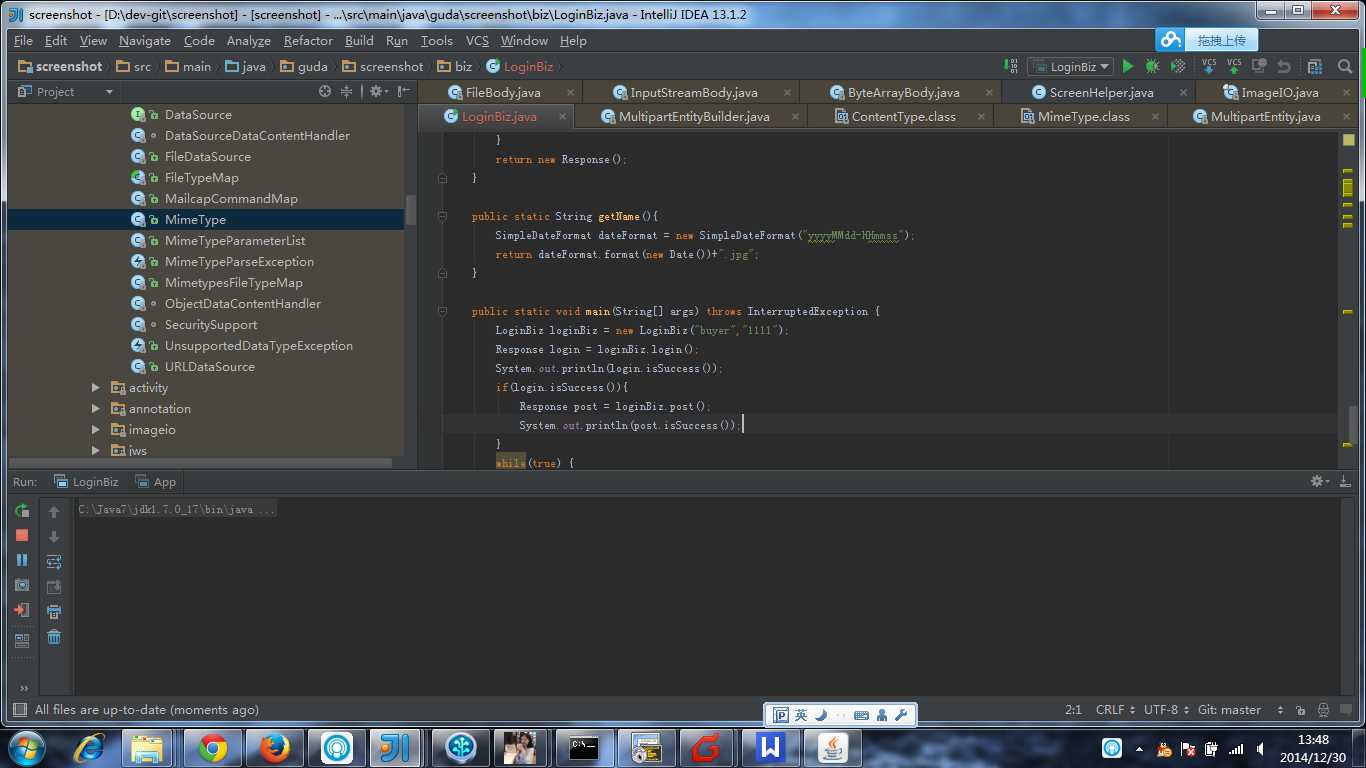 screenshot - [D:\dev-git\screenshot] - [screenshot] - ...\src\main\java\guda\screenshot\biz\LoginBiz.java - IntelliJ IDEA 13.1.2
File Edit View Navigate Code Analyze Refactor Build Run Tools VCS Window Help
拖拽上传
screenshot src main java guda screenshot biz LoginBiz
LoginBiz
VCS VCS
Project
FileBody.java InputStreamBody.java ByteArrayBody.java ScreenHelper.java ImageIO.java
LoginBiz.java MultipartEntityBuilder.java ContentType.class MimeType.class MultipartEntity.java
DataSource
DataSourceDataContentHandler
FileDataSource
FileTypeMap
MailcapCommandMap
MimeType
MimeTypeParameterList
MimeTypeParseException
MimetypesFileTypeMap
ObjectDataContentHandler
SecuritySupport
UnsupportedDataTypeException
URLDataSource
activity
annotation
imageio
jws
}
return new Response();
}
public static String getName(){
SimpleDateFormat dateFormat = new SimpleDateFormat("yyyyMMdd-HHmmss");
return dateFormat.format(new Date())+".jpg";
}
public static void main(String[] args) throws InterruptedException {
LoginBiz loginBiz = new LoginBiz("buyer","1111");
Response login = loginBiz.login();
System.out.println(login.isSuccess());
if(login.isSuccess()){
Response post = loginBiz.post();
System.out.println(post.isSuccess());
}
while(true) {
Run: LoginBiz App
C:\Java7\jdk1.7.0_17\bin\java ...
All files are up-to-date (moments ago)
英
2:1 CRLF UTF-8 Git: master
13:48
2014/12/30